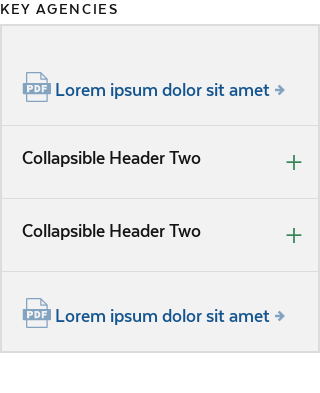 KEY AGENCIES
PDF Lorem ipsum dolor sit amet
Collapsible Header Two
Collapsible Header Two
PDF Lorem ipsum dolor sit amet